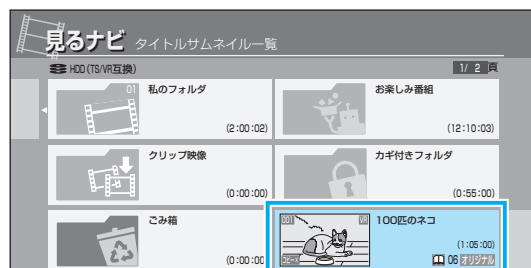 見るナビ タイトルサムネイル一覧
HDD(TS/VR互換) 1/ 2 頁
01 私のフォルダ
(2:00:02)
お楽しみ番組
(12:10:03)
クリップ映像
(0:00:00)
カギ付きフォルダ
(0:55:00)
ごみ箱
(0:00:00
001 VR 100匹のネコ
(1:05:00)
コピー× 06 オリジナル